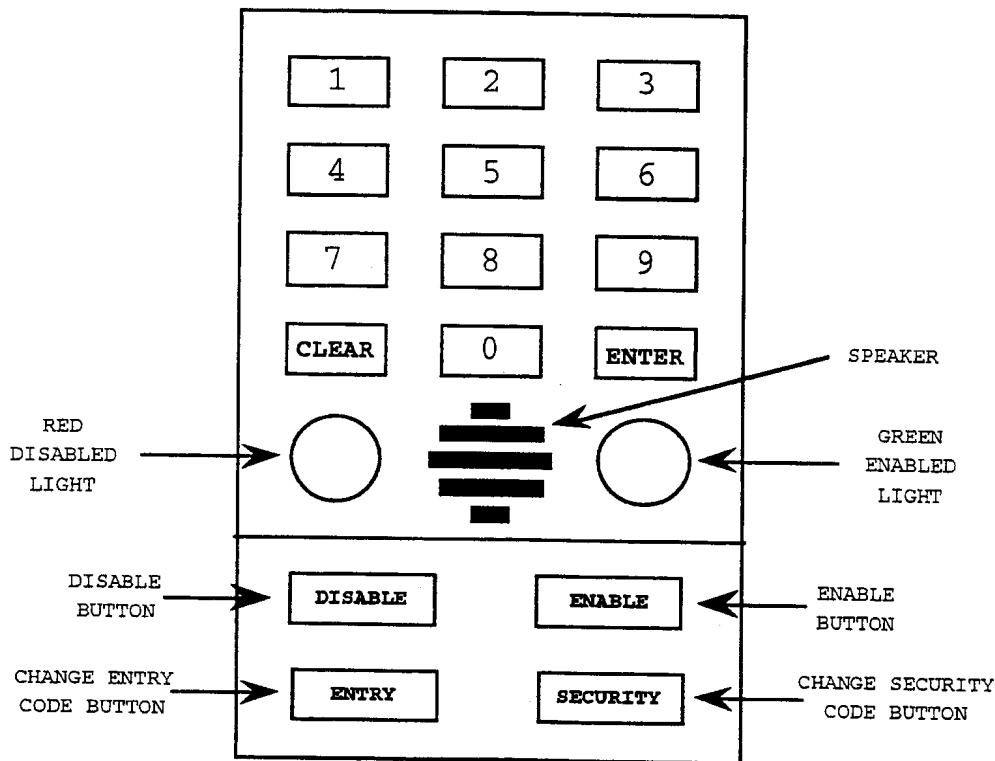 1 2 3
4 5 6
7 8 9
CLEAR 0 ENTER
SPEAKER
RED
DISABLED
LIGHT
GREEN
ENABLED
LIGHT
DISABLE
BUTTON
DISABLE
ENABLE
ENABLE
BUTTON
CHANGE ENTRY
CODE BUTTON
ENTRY
SECURITY
CHANGE SECURITY
CODE BUTTON